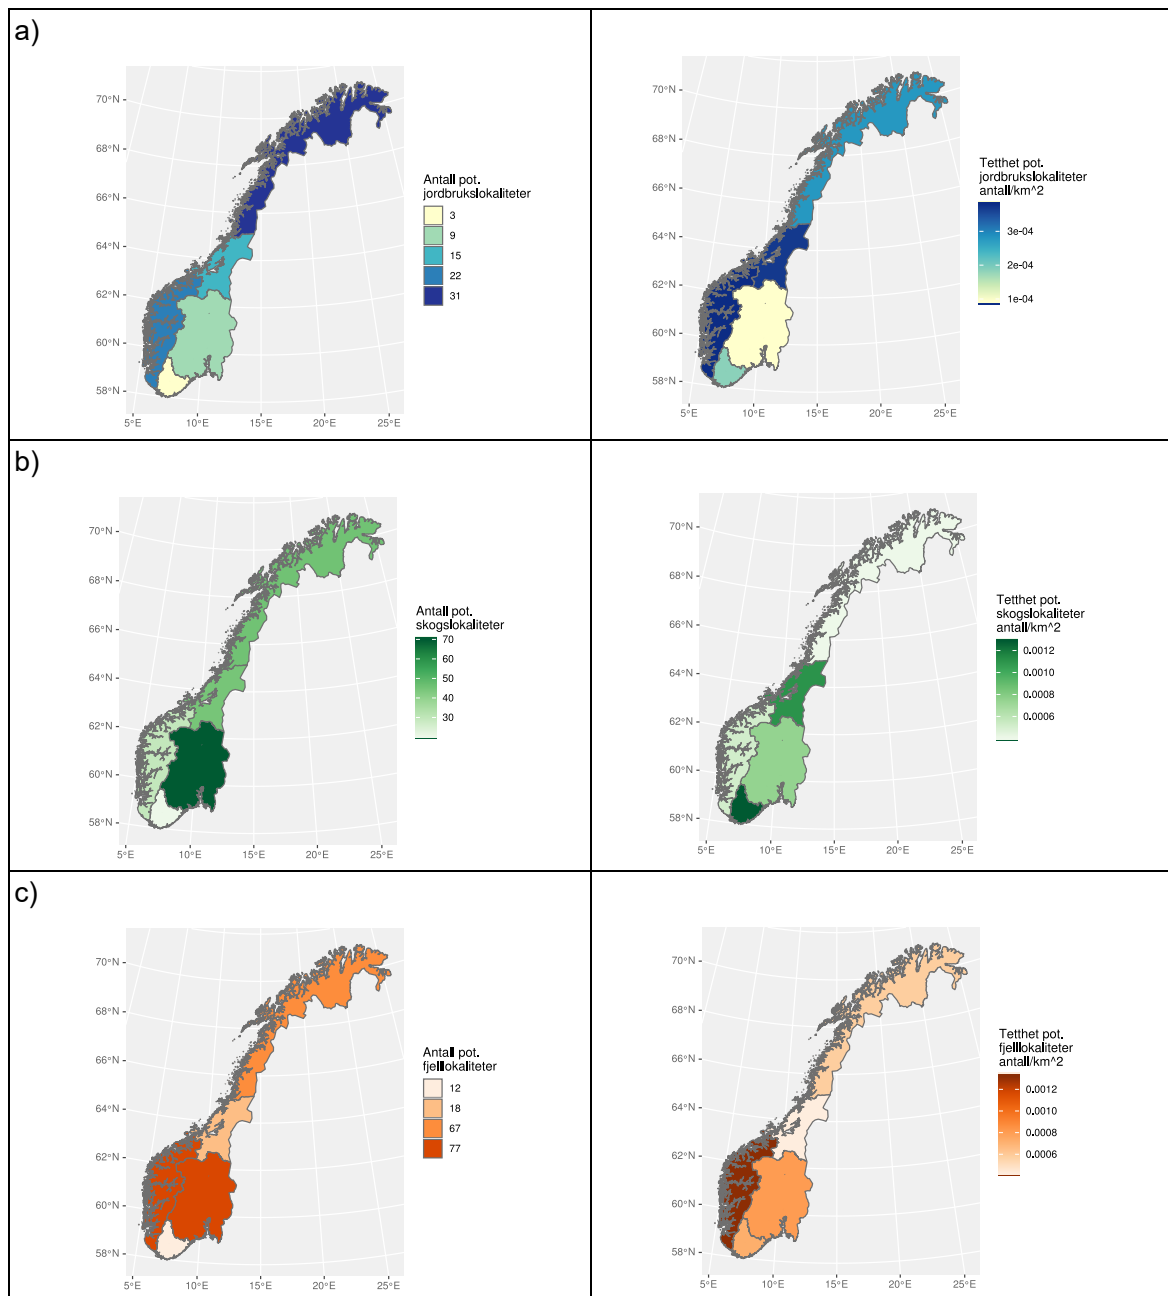 a)
70°N
68°N
66°N
64°N
62°N
60°N
58°N
5°E
10°E
15°E
20°E
25°E
Antall pot.
jordbrukslokaliteter
3
9
15
22
31
70°N
68°N
66°N
64°N
62°N
60°N
58°N
5°E
10°E
15°E
20°E
25°E
Tetthet pot.
jordbrukslokaliteter
antall/km^2
3e-04
2e-04
1e-04
b)
70°N
68°N
66°N
64°N
62°N
60°N
58°N
5°E
10°E
15°E
20°E
25°E
Antall pot.
skogslokaliteter
70
60
50
40
30
70°N
68°N
66°N
64°N
62°N
60°N
58°N
5°E
10°E
15°E
20°E
25°E
Tetthet pot.
skogslokaliteter
antall/km^2
0.0012
0.0010
0.0008
0.0006
c)
70°N
68°N
66°N
64°N
62°N
60°N
58°N
5°E
10°E
15°E
20°E
25°E
Antall pot.
fjelllokaliteter
12
18
67
77
70°N
68°N
66°N
64°N
62°N
60°N
58°N
5°E
10°E
15°E
20°E
25°E
Tetthet pot.
fjelllokaliteter
antall/km^2
0.0012
0.0010
0.0008
0.0006